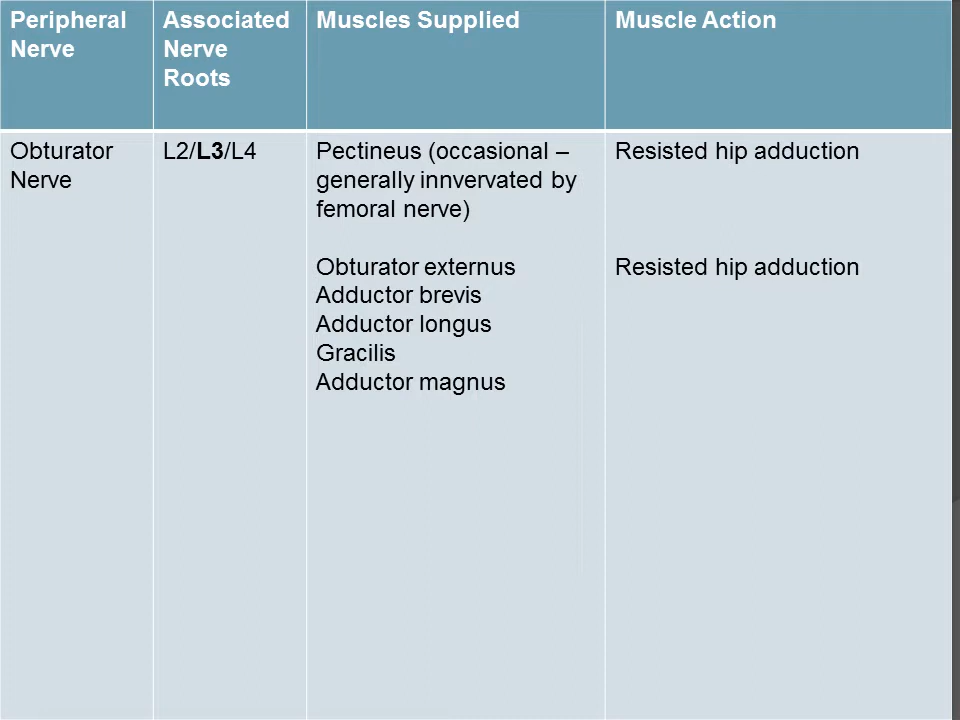 Peripheral
Nerve
Associated
Nerve
Roots
Muscles Supplied
Muscle Action
Obturator
Nerve
L2/L3/L4
Pectineus (occasional –
generally innvervated by
femoral nerve)
Resisted hip adduction
Obturator externus
Adductor brevis
Adductor longus
Gracilis
Adductor magnus
Resisted hip adduction